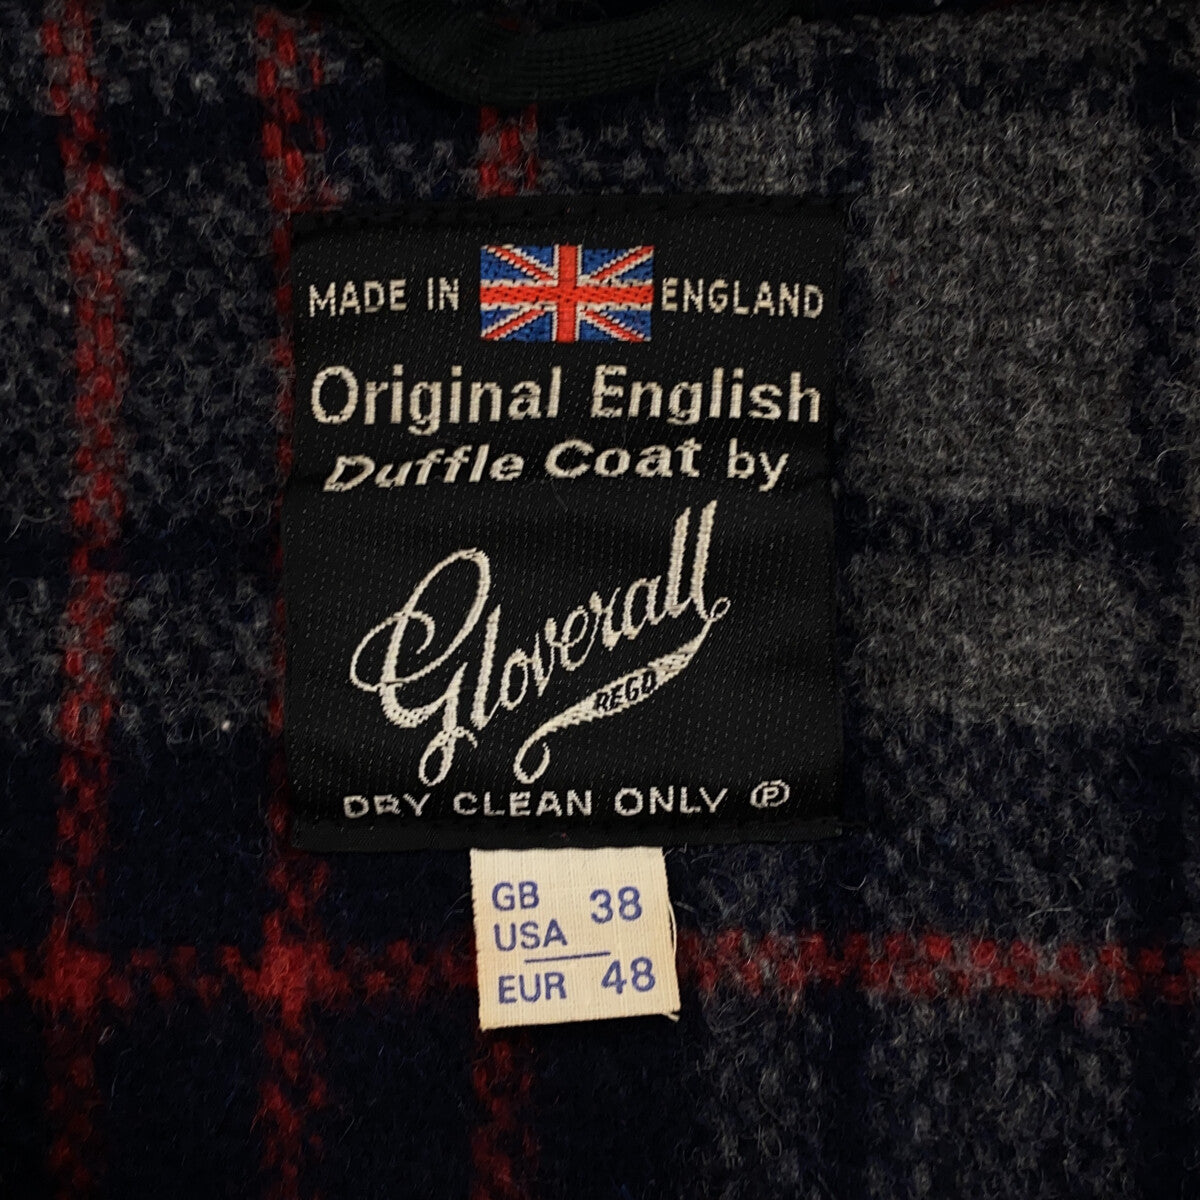 MADE IN ENGLAND
Original English
Duffle Coat by
Gloverall
REGD
DRY CLEAN ONLY Ⓟ
GB
USA 38
EUR 48